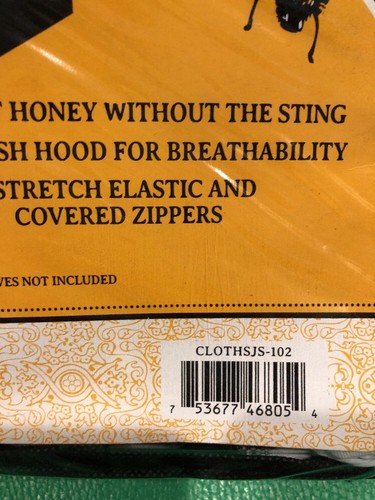 HONEY WITHOUT THE STING
SH HOOD FOR BREATHABILITY
STRETCH ELASTIC AND
COVERED ZIPPERS
VES NOT INCLUDED
CLOTHSJS-102
7 53677 46805 4